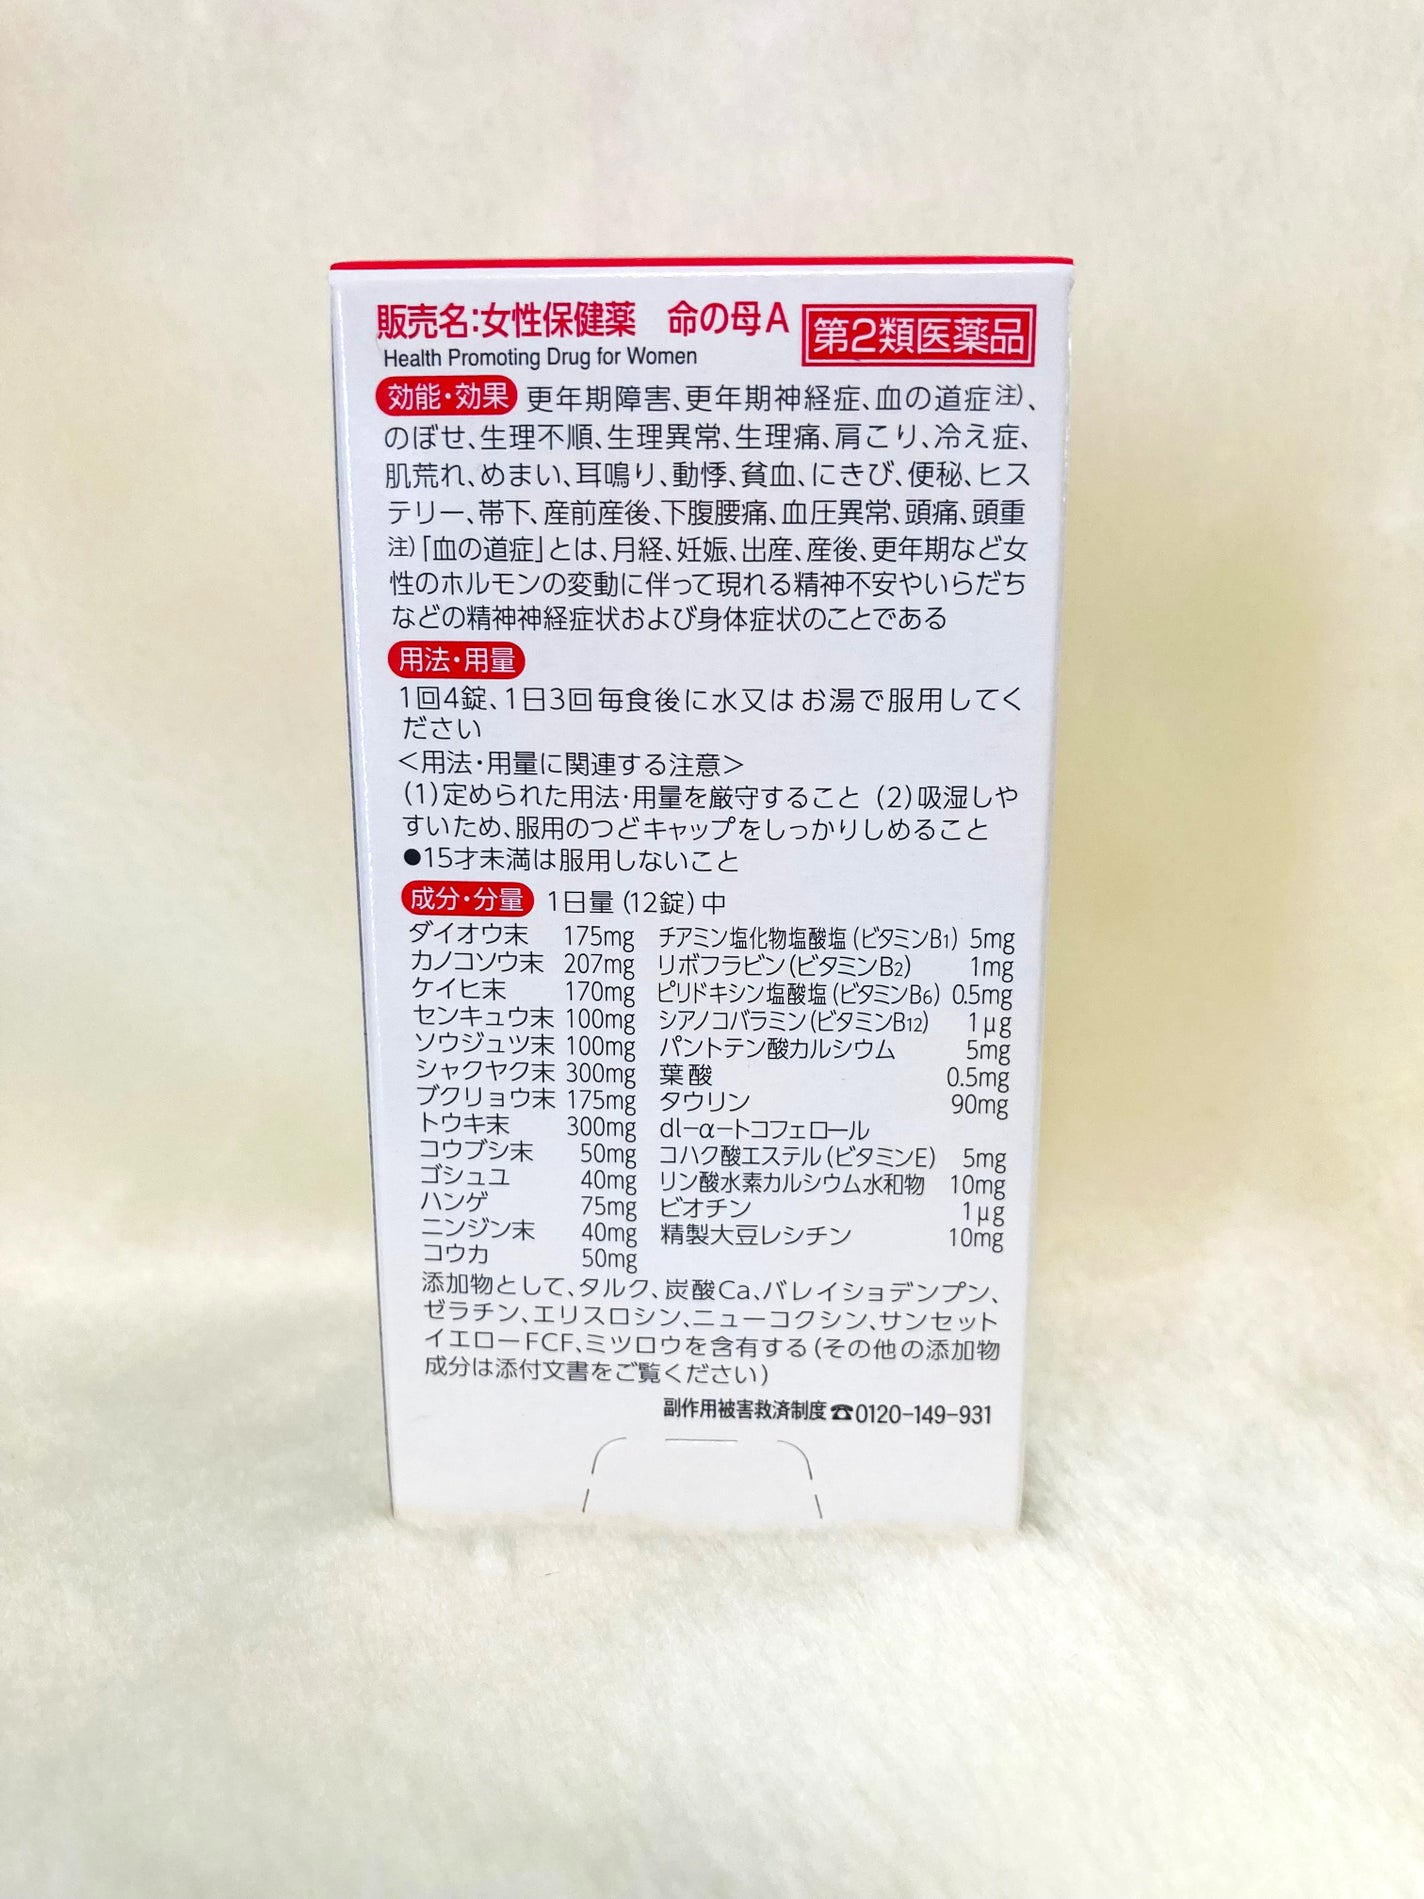 販売名:女性保健薬 命の母A 第2類医薬品
Health Promoting Drug for Women
効能・効果 更年期障害、更年期神経症、血の道症注)、
のぼせ、生理不順、生理異常、生理痛、肩こり、冷え症、
肌荒れ、めまい、耳鳴り、動悸、貧血、にきび、便秘、ヒス
テリー、帯下、産前産後、下腹腰痛、血圧異常、頭痛、頭重
注)「血の道症」とは、月経、妊娠、出産、産後、更年期など女
性のホルモンの変動に伴って現れる精神不安やいらだち
などの精神神経症状および身体症状のことである
用法・用量
1回4錠、1日3回毎食後に水又はお湯で服用してく
ださい
<用法・用量に関連する注意>
(1)定められた用法・用量を厳守すること (2)吸湿しや
すいため、服用のつどキャップをしっかりしめること
●15才未満は服用しないこと
成分・分量 1日量(12錠)中
ダイオウ末 175mg チアミン塩化物塩酸塩(ビタミンB1) 5mg
カノコソウ末 207mg リボフラビン(ビタミンB2) 1mg
ケイヒ末 170mg ピリドキシン塩酸塩(ビタミンB6) 0.5mg
センキュウ末 100mg シアノコバラミン(ビタミンB12) 1μg
ソウジュツ末 100mg パントテン酸カルシウム 5mg
シャクヤク末 300mg 葉酸 0.5mg
ブクリョウ末 175mg タウリン 90mg
トウキ末 300mg dl-α-トコフェロール
コウブシ末 50mg コハク酸エステル(ビタミンE) 5mg
ゴシュユ 40mg リン酸水素カルシウム水和物 10mg
ハンゲ 75mg ビオチン 1μg
ニンジン末 40mg 精製大豆レシチン 10mg
コウカ 50mg
添加物として、タルク、炭酸Ca、バレイショデンプン、
ゼラチン、エリスロシン、ニューコクシン、サンセット
イエローFCF、ミツロウを含有する(その他の添加物
成分は添付文書をご覧ください)
副作用被害救済制度☎0120-149-931